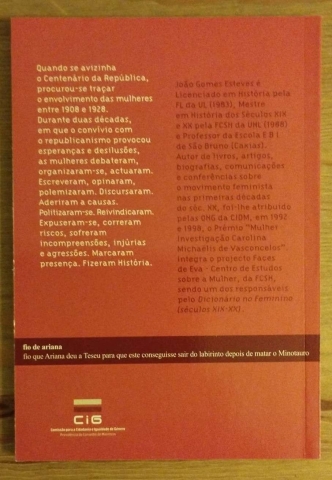 Quando se avizinha
o Centenário da República,
procurou-se traçar
o envolvimento das mulheres
entre 1908 e 1928.
Durante duas décadas,
em que o convívio com
o republicanismo provocou
esperanças e desilusões,
as mulheres debateram,
organizaram-se, actuaram.
Escreveram, opinaram,
polemizaram. Discursaram.
Aderiram a causas.
Politizaram-se. Reivindicaram.
Expuseram-se, correram
riscos, sofreram
incompreensões, injúrias
e agressões. Marcaram
presença. Fizeram História.
João Gomes Esteves é
Licenciado em História pela
FL da UL (1983), Mestre
em História dos Séculos XIX
e XX pela FCSH da UNL (1988)
e Professor da Escola E B I
de São Bruno (Caxias).
Autor de livros, artigos,
biografias, comunicações
e conferências sobre
o movimento feminista
nas primeiras décadas
do séc. XX, foi-lhe atribuído
pelas ONG da CIDM, em 1992
e 1998, o Prémio "Mulher
Investigação Carolina
Michaëlis de Vasconcelos".
Integra o projecto Faces
de Eva - Centro de Estudos
sobre a Mulher, da FCSH,
sendo um dos responsáveis
pelo Dicionário no Feminino
(séculos XIX-XX).
fio de ariana
fio que Ariana deu a Teseu para que este conseguisse sair do labirinto depois de matar o Minotauro
CIG
Comissão para a Cidadania e Igualdade de Género